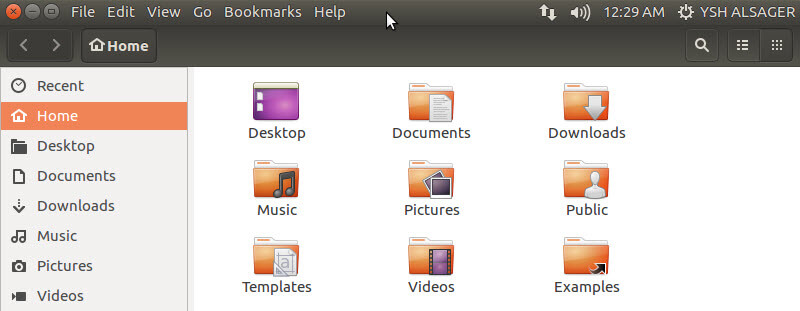 File Edit View Go Bookmarks Help 12:29 AM YSH ALSAGER
Home
Recent
Home
Desktop
Documents
Downloads
Music
Pictures
Videos
Desktop Documents Downloads
Music Pictures Public
Templates Videos Examples